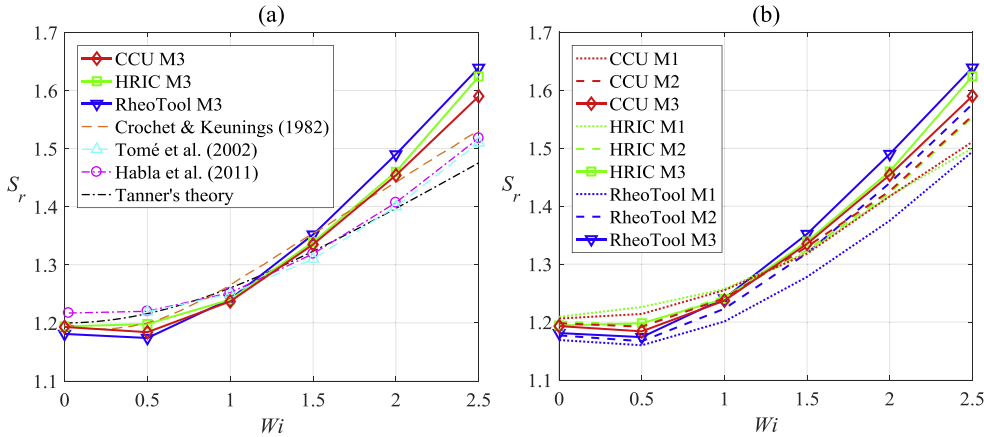 (a)
1.7
1.6
1.5
1.4
1.3
1.2
1.1
S_r
CCU M3
HRIC M3
RheoTool M3
Crochet & Keunings (1982)
Tomé et al. (2002)
Habla et al. (2011)
Tanner's theory
0 0.5 1 1.5 2 2.5
Wi
(b)
1.7
1.6
1.5
1.4
1.3
1.2
1.1
S_r
CCU M1
CCU M2
CCU M3
HRIC M1
HRIC M2
HRIC M3
RheoTool M1
RheoTool M2
RheoTool M3
0 0.5 1 1.5 2 2.5
Wi